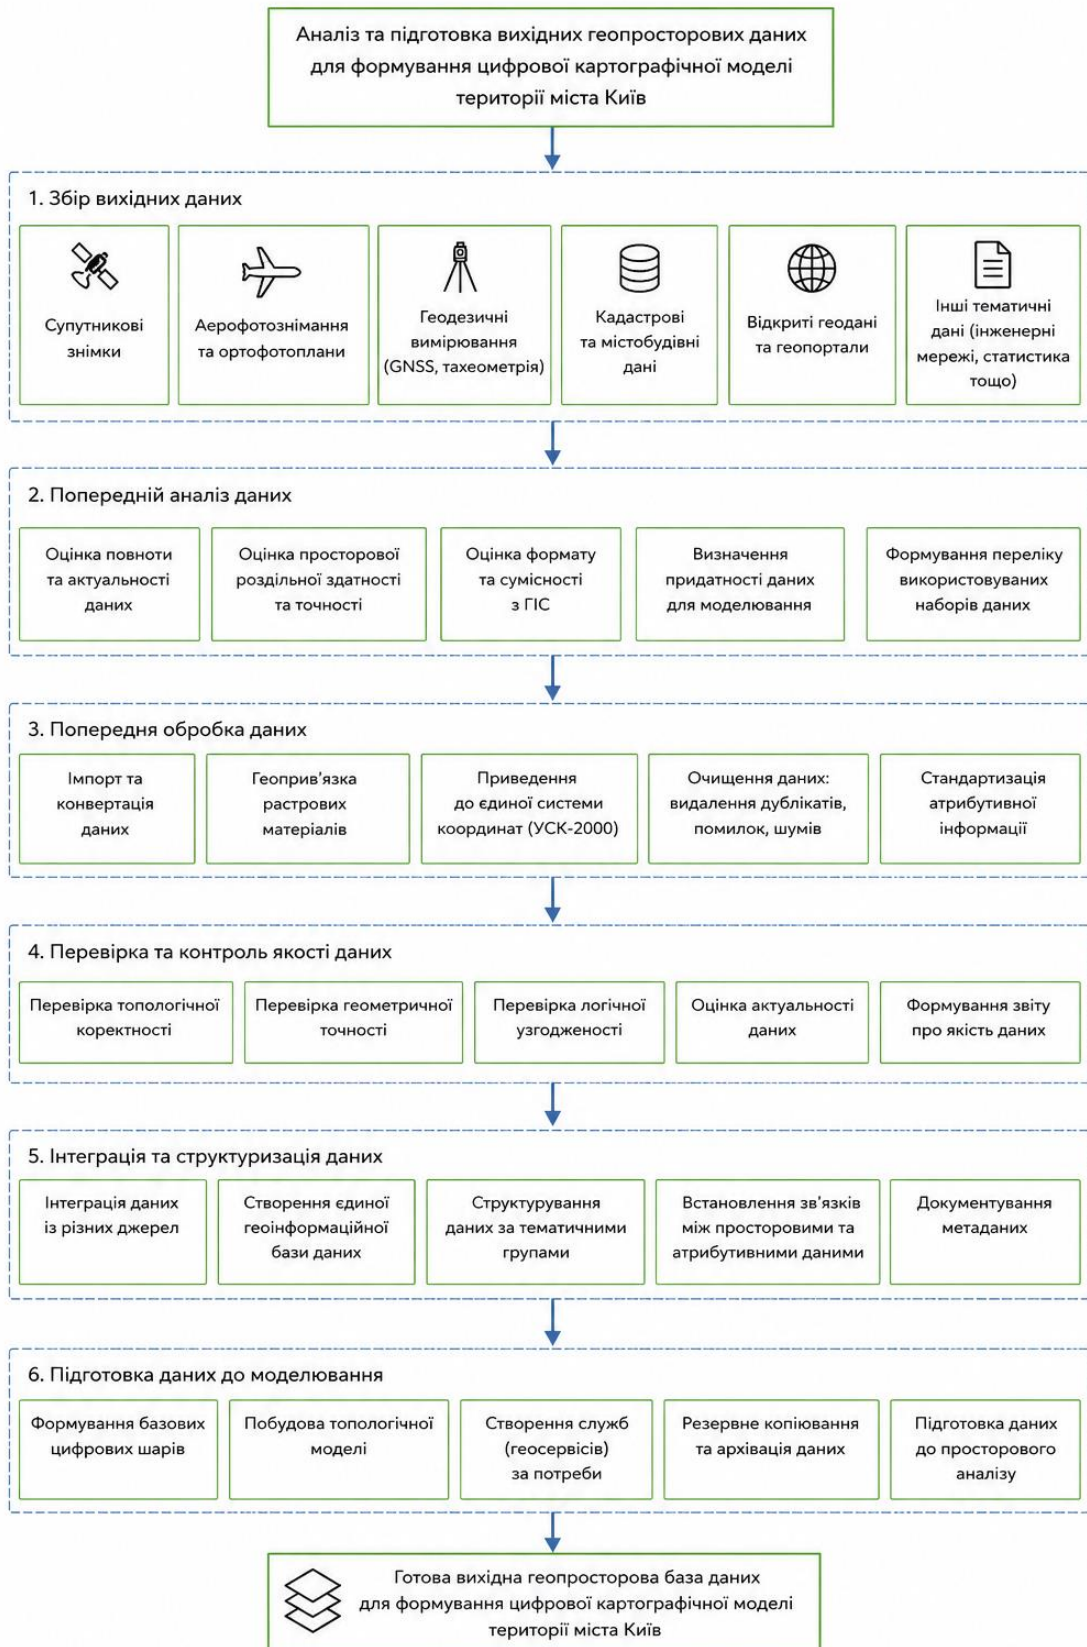 Аналіз та підготовка вихідних геопросторових даних
для формування цифрової картографічної моделі
території міста Київ
1. Збір вихідних даних
Супутникові
знімки
Аерофотознімання
та ортофотоплани
Геодезичні
вимірювання
(GNSS, тахеометрія)
Кадастрові
та містобудівні
дані
Відкриті геодані
та геопортали
Інші тематичні
дані (інженерні
мережі, статистика
тощо)
2. Попередній аналіз даних
Оцінка повноти
та актуальності
даних
Оцінка просторової
роздільної здатності
та точності
Оцінка формату
та сумісності
з ГІС
Визначення
придатності даних
для моделювання
Формування переліку
використовуваних
наборів даних
3. Попередня обробка даних
Імпорт та
конвертація
даних
Геоприв’язка
растрових
матеріалів
Приведення
до єдиної системи
координат (УСК-2000)
Очищення даних:
видалення дублікатів,
помилок, шумів
Стандартизація
атрибутивної
інформації
4. Перевірка та контроль якості даних
Перевірка топологічної
коректності
Перевірка геометричної
точності
Перевірка логічної
узгодженості
Оцінка актуальності
даних
Формування звіту
про якість даних
5. Інтеграція та структуризація даних
Інтеграція даних
із різних джерел
Створення єдиної
геоінформаційної
бази даних
Структурування
даних за тематичними
групами
Встановлення зв’язків
між просторовими та
атрибутивними даними
Документування
метаданих
6. Підготовка даних до моделювання
Формування базових
цифрових шарів
Побудова топологічної
моделі
Створення служб
(геосервісів)
за потреби
Резервне копіювання
та архівація даних
Підготовка даних
до просторового
аналізу
Готова вихідна геопросторова база даних
для формування цифрової картографічної моделі
території міста Київ